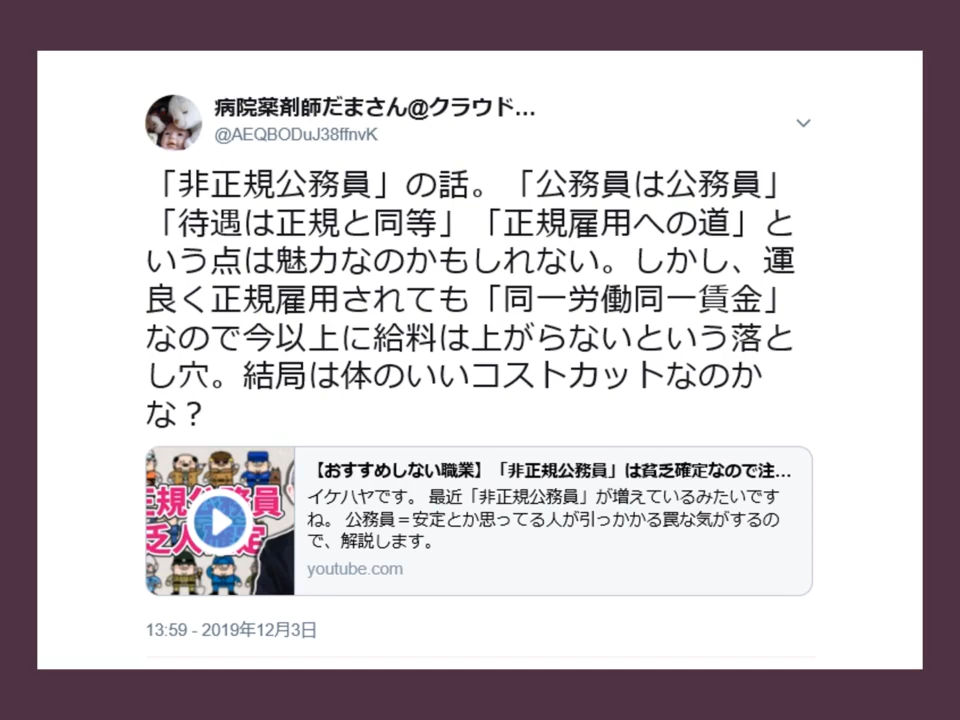 病院薬剤師だまさん@クラウド...
@AEQBODuJ38ffnvK
「非正規公務員」の話。「公務員は公務員」
「待遇は正規と同等」「正規雇用への道」と
いう点は魅力なのかもしれない。しかし、運
良く正規雇用されても「同一労働同一賃金」
なので今以上に給料は上がらないという落と
し穴。結局は体のいいコストカットなのか
な？
【おすすめしない職業】「非正規公務員」は貧乏確定なので注...
イケハヤです。 最近「非正規公務員」が増えているみたいです
ね。 公務員＝安定とか思ってる人が引っかかる罠な気がするの
で、解説します。
youtube.com
13:59 - 2019年12月3日